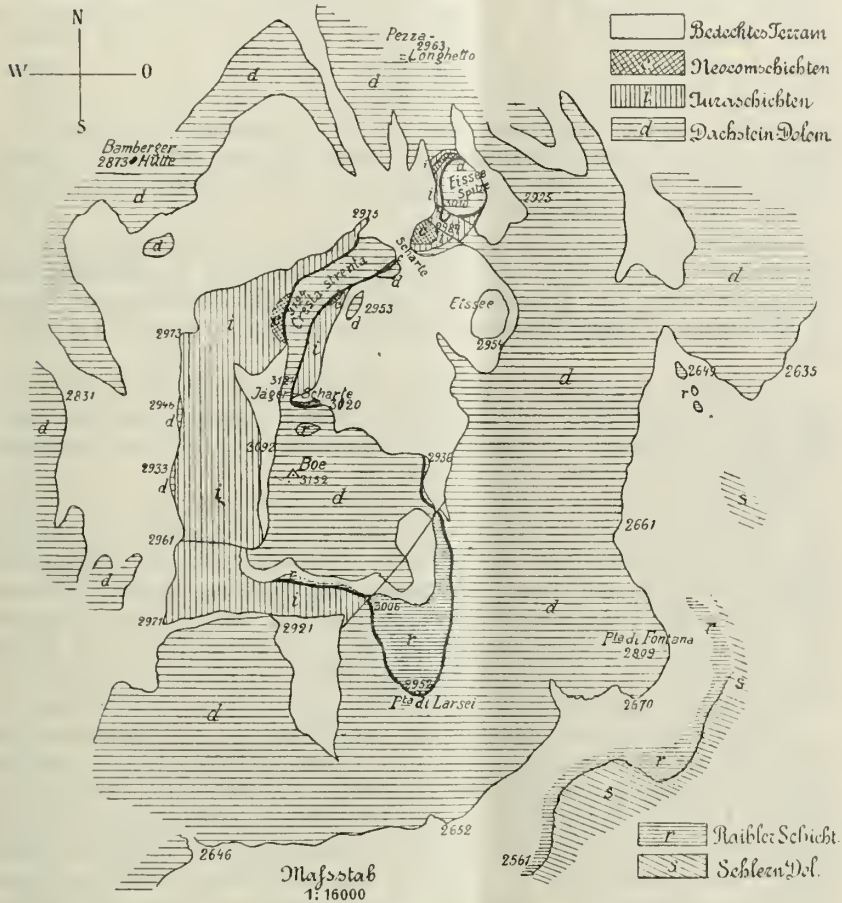 N
W O
S
Bedecktes Terrain
c Neocomschichten
i Juraschichten
d Dachstein Dolom
Pezza-
2963
Longhetto
d
d
Bamberger
2873 Hütte
d
d
i
d
Eissee
Spitze
i
2925
2975
2989
Scharte
d
Cresta strenta
3124
d
2953
d
Eissee
2954
d
2973
i
i
2831
d
2946
d
2933
d
Jäger Scharte
3020
r
3092
Boe
3152
d
2936
d
2649
r
2635
s
i
2961
d
2661
r
i
3006
r
d
Pta di Fontana
2809
r
s
2971
2921
2952
Pta di Larsei
2670
d
r
s
2652
2646
2561
Maſsstab
1:16000
r Raibler Schicht.
s Schlern Dol.